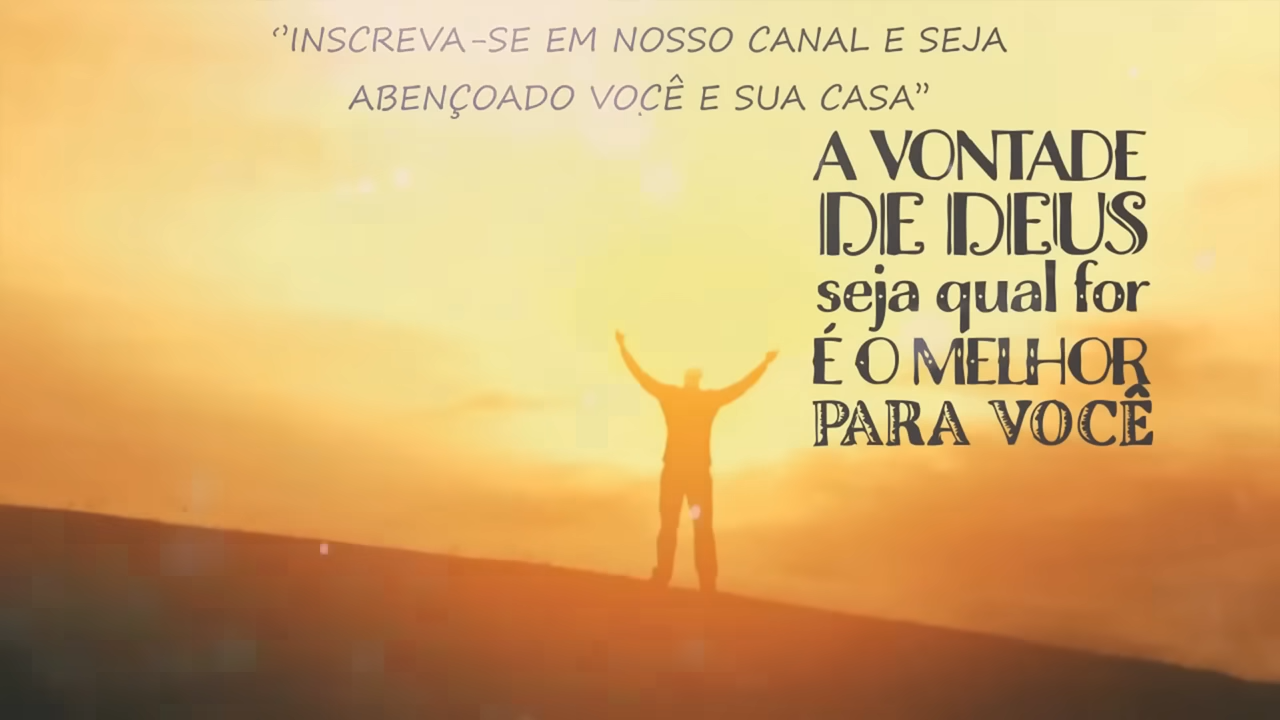 “INSCREVA-SE EM NOSSO CANAL E SEJA
ABENÇOADO VOCÊ E SUA CASA”
A VONTADE
DE DEUS
seja qual for
É O MELHOR
PARA VOCÊ